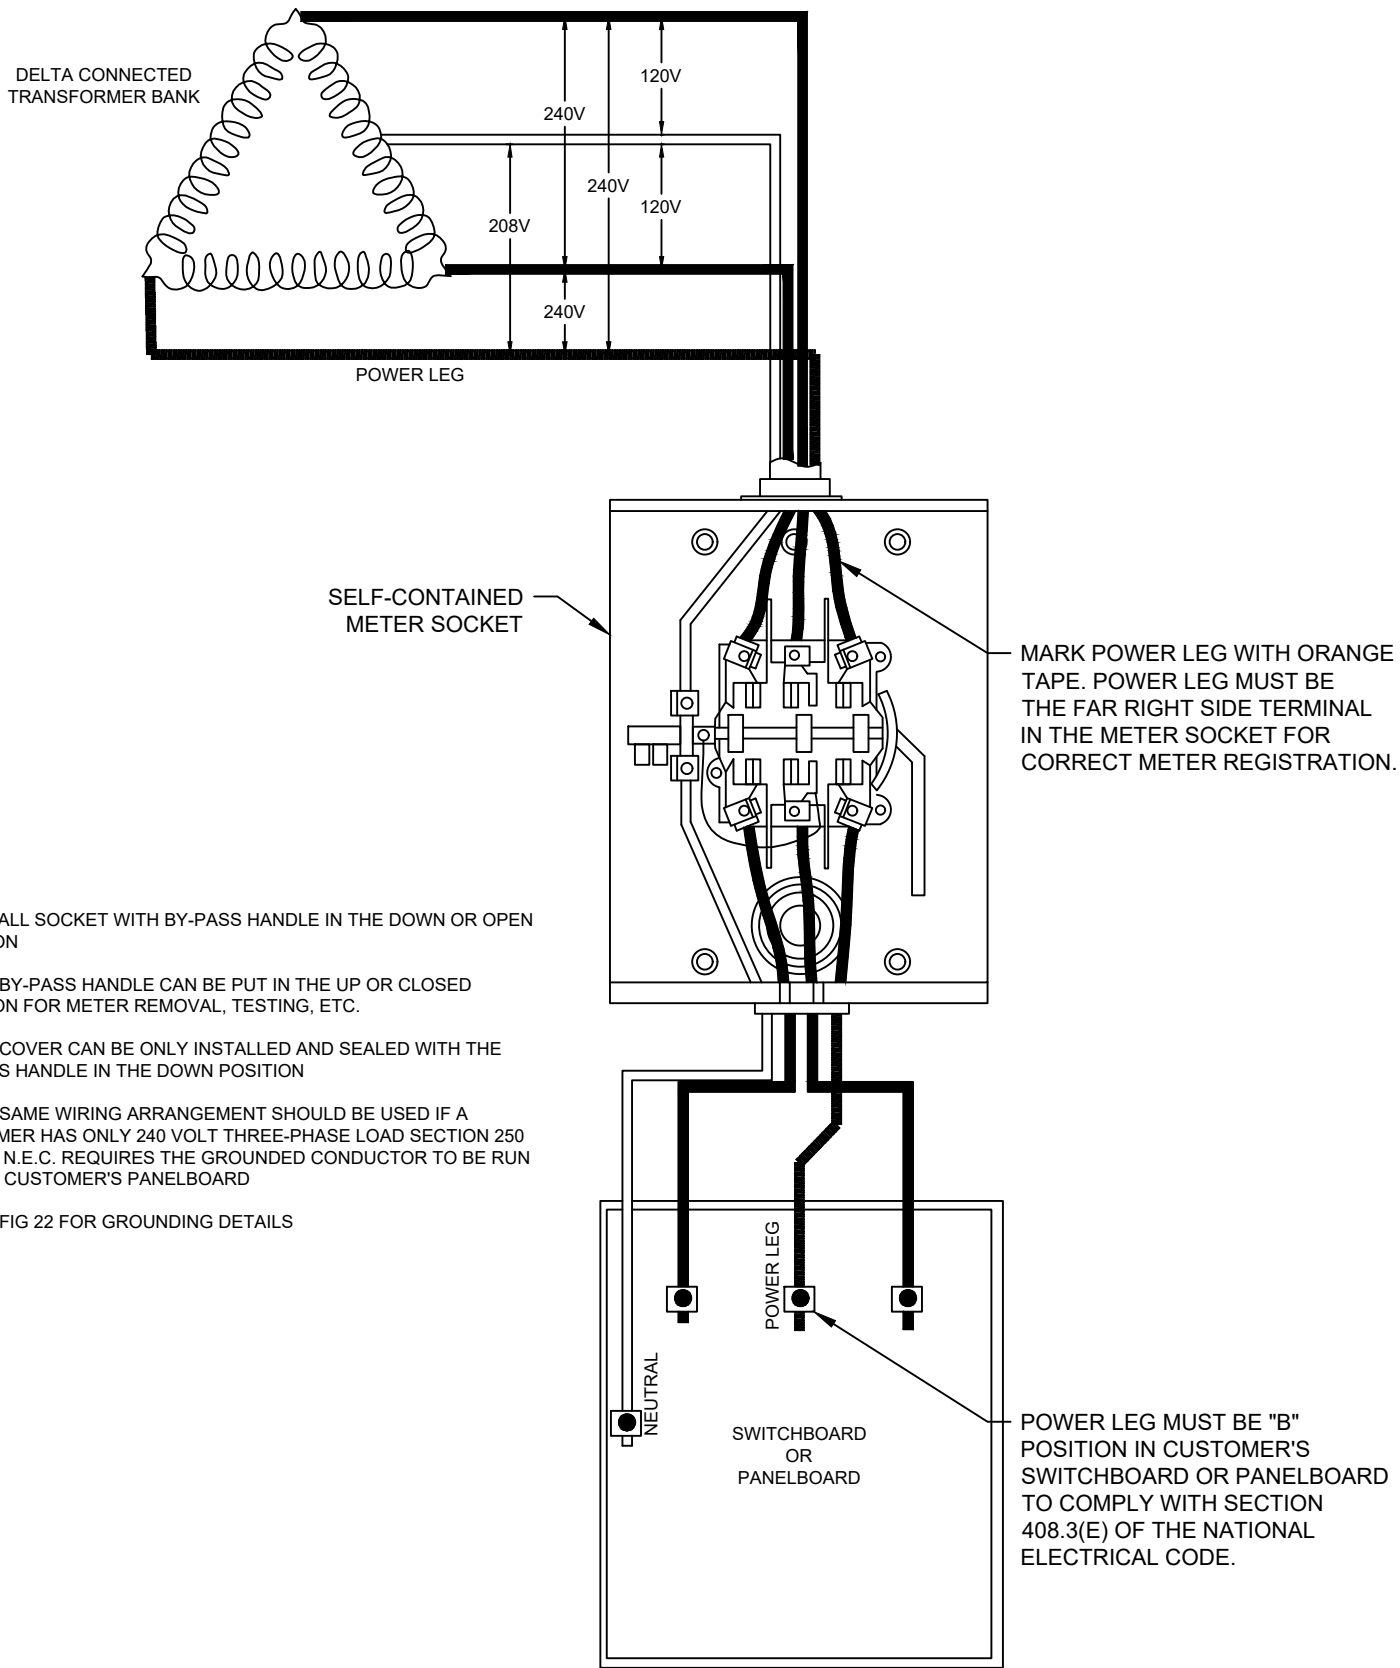 DELTA CONNECTED
TRANSFORMER BANK
120V
240V
240V
120V
208V
240V
POWER LEG
SELF-CONTAINED
METER SOCKET
MARK POWER LEG WITH ORANGE
TAPE. POWER LEG MUST BE
THE FAR RIGHT SIDE TERMINAL
IN THE METER SOCKET FOR
CORRECT METER REGISTRATION.
ALL SOCKET WITH BY-PASS HANDLE IN THE DOWN OR OPEN
ON
BY-PASS HANDLE CAN BE PUT IN THE UP OR CLOSED
ON FOR METER REMOVAL, TESTING, ETC.
COVER CAN BE ONLY INSTALLED AND SEALED WITH THE
S HANDLE IN THE DOWN POSITION
SAME WIRING ARRANGEMENT SHOULD BE USED IF A
MER HAS ONLY 240 VOLT THREE-PHASE LOAD SECTION 250
N.E.C. REQUIRES THE GROUNDED CONDUCTOR TO BE RUN
CUSTOMER'S PANELBOARD
FIG 22 FOR GROUNDING DETAILS
POWER LEG
NEUTRAL
SWITCHBOARD
OR
PANELBOARD
POWER LEG MUST BE "B"
POSITION IN CUSTOMER'S
SWITCHBOARD OR PANELBOARD
TO COMPLY WITH SECTION
408.3(E) OF THE NATIONAL
ELECTRICAL CODE.